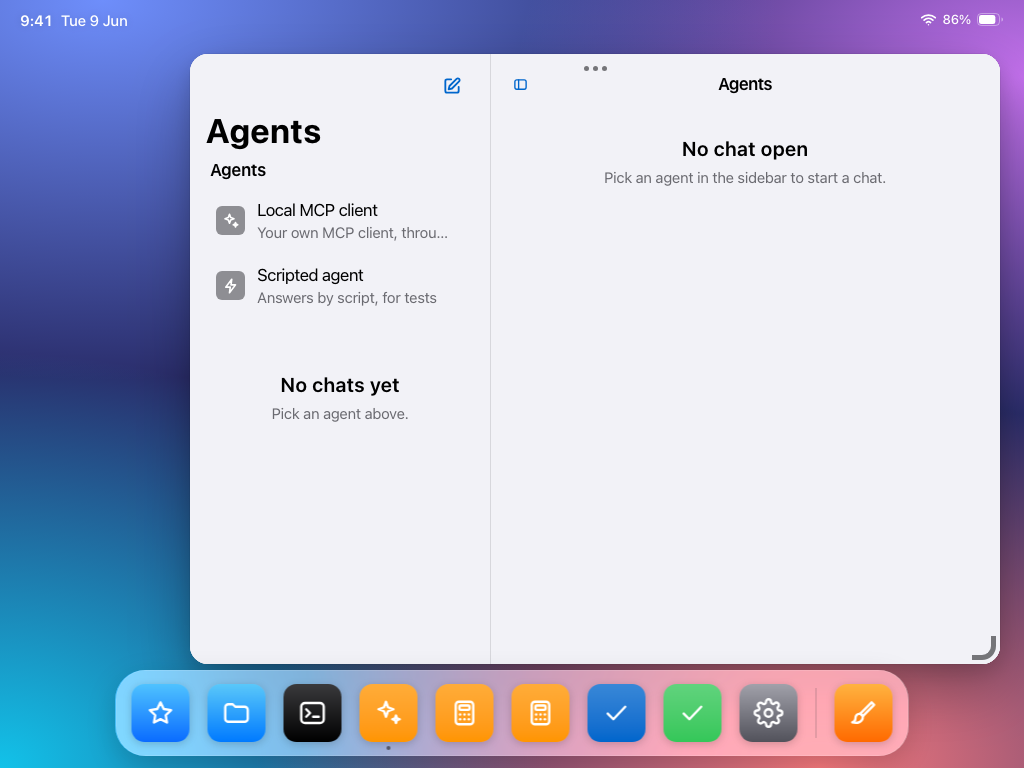 9:41 Tue 9 Jun
86%
Agents
Agents
Local MCP client
Your own MCP client, throu...
Scripted agent
Answers by script, for tests
No chats yet
Pick an agent above.
Agents
No chat open
Pick an agent in the sidebar to start a chat.